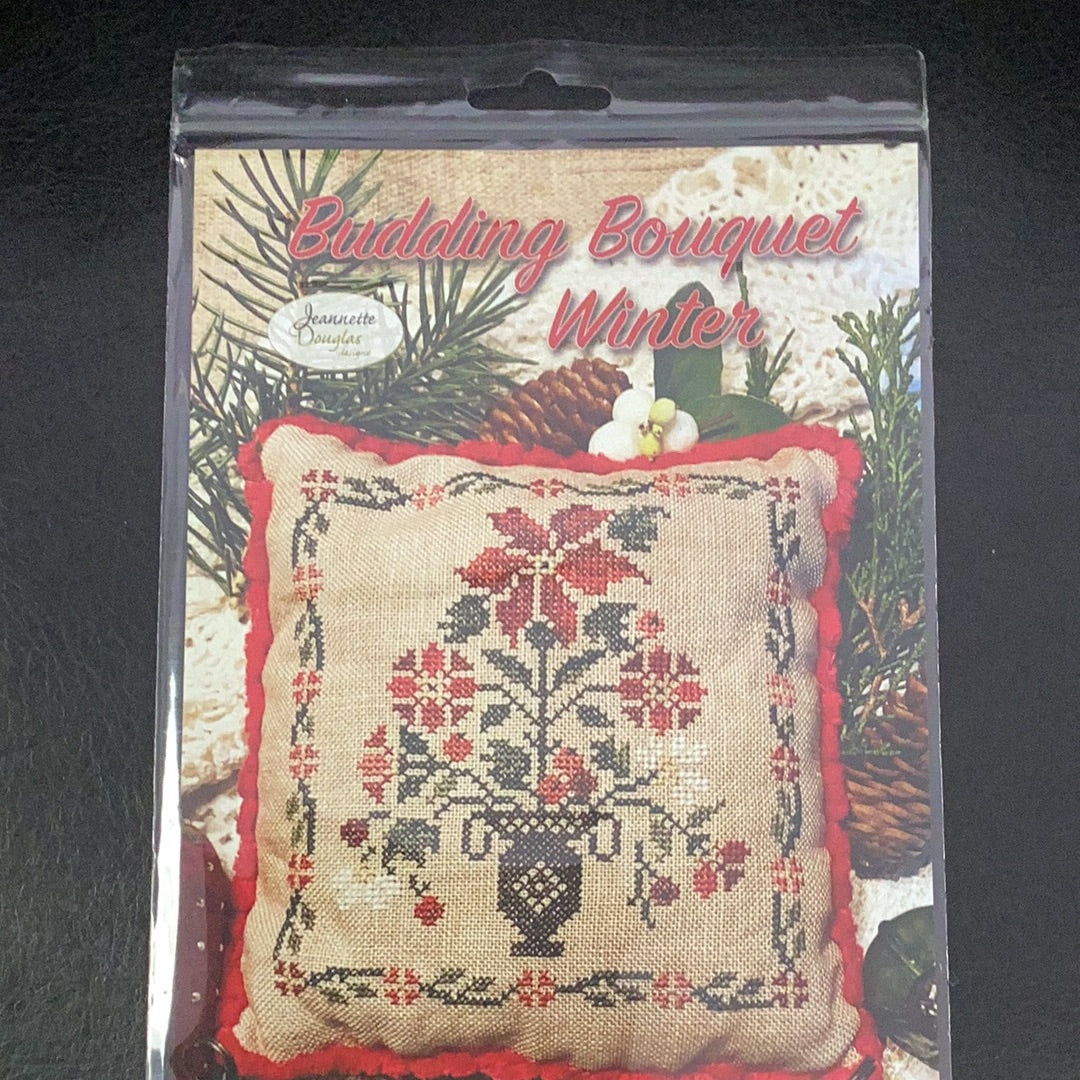 Budding Bouquet
Winter
Jeannette
Douglas
designs